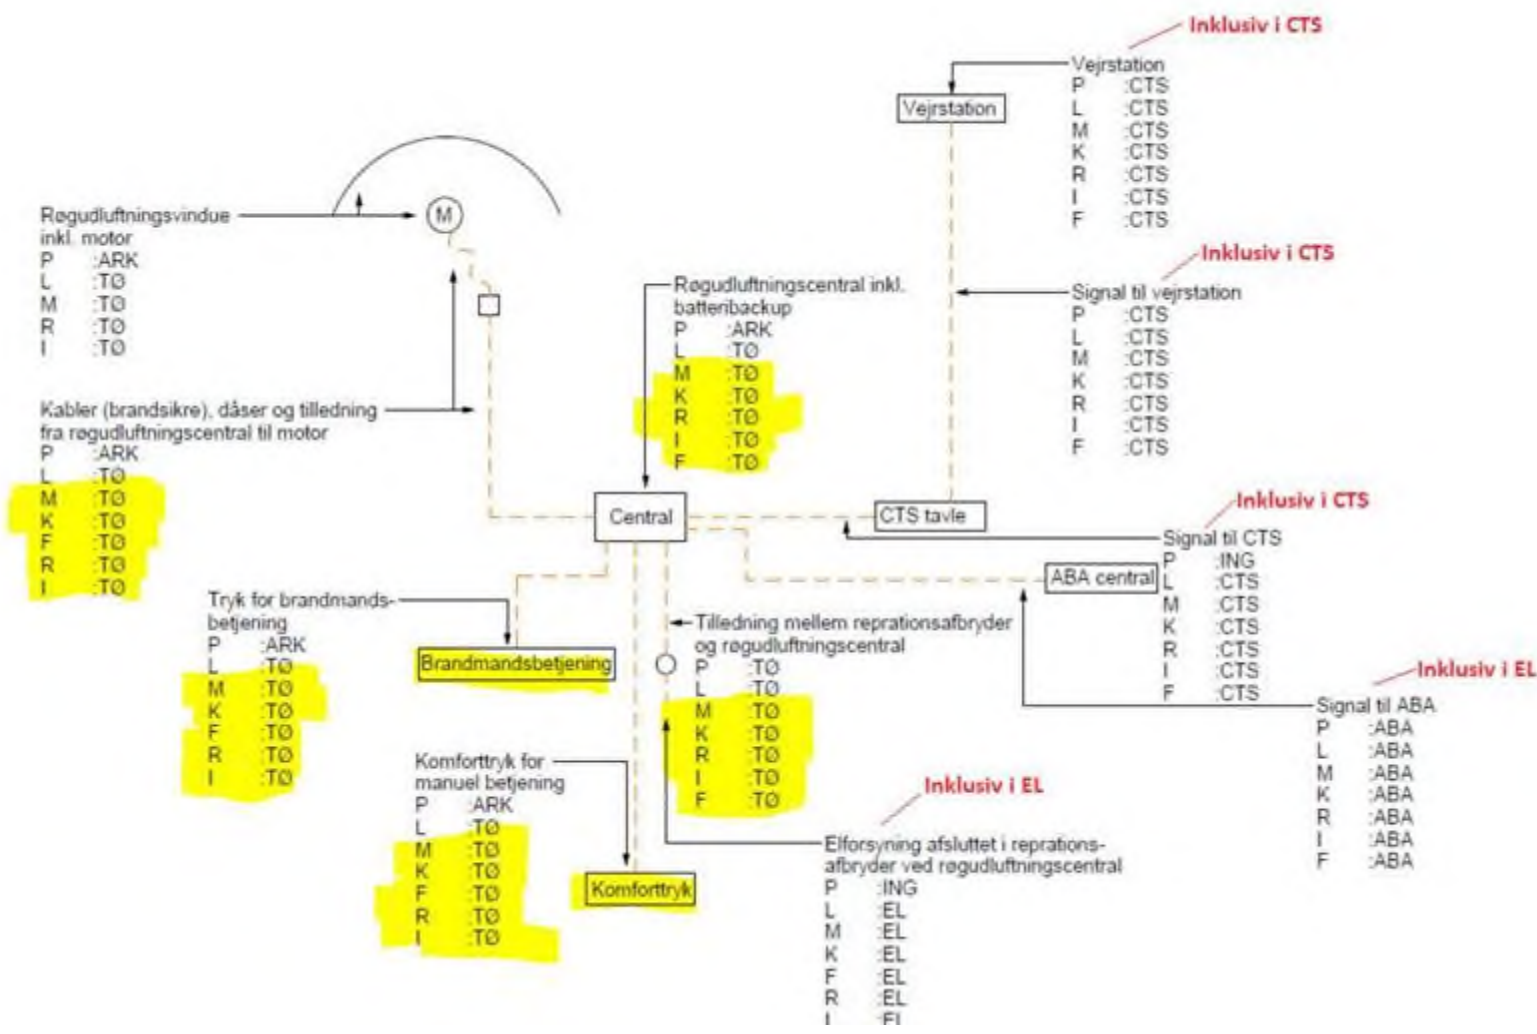 Inklusiv i CTS
Vejrstation
P :CTS
L :CTS
M :CTS
K :CTS
R :CTS
I :CTS
F :CTS
Vejrstation
Røgudluftningsvindue
inkl. motor
P :ARK
L :TØ
M :TØ
R :TØ
I :TØ
M
Inklusiv i CTS
Signal til vejrstation
P :CTS
L :CTS
M :CTS
K :CTS
R :CTS
I :CTS
F :CTS
Røgudluftningscentral inkl.
batteribackup
P :ARK
L :TØ
M :TØ
K :TØ
R :TØ
I :TØ
F :TØ
Kabler (brandsikre), dåser og tilledning
fra røgudluftningscentral til motor
P :ARK
L :TØ
M :TØ
K :TØ
F :TØ
R :TØ
I :TØ
Central
CTS tavle
Inklusiv i CTS
Signal til CTS
P :ING
L :CTS
M :CTS
K :CTS
R :CTS
I :CTS
F :CTS
ABA central
Tryk for brandmands-
betjening
P :ARK
L :TØ
M :TØ
K :TØ
F :TØ
R :TØ
I :TØ
Brandmandsbetjening
Tilledning mellem reprationsafbryder
og røgudluftningscentral
P :TØ
L :TØ
M :TØ
K :TØ
R :TØ
I :TØ
F :TØ
Inklusiv i EL
Signal til ABA
P :ABA
L :ABA
M :ABA
K :ABA
R :ABA
I :ABA
F :ABA
Komforttryk for
manuel betjening
P :ARK
L :TØ
M :TØ
K :TØ
F :TØ
R :TØ
I :TØ
Komforttryk
Inklusiv i EL
Elforsyning afsluttet i reprations-
afbryder ved røgudluftningscentral
P :ING
L :EL
M :EL
K :EL
F :EL
R :EL
I :EL